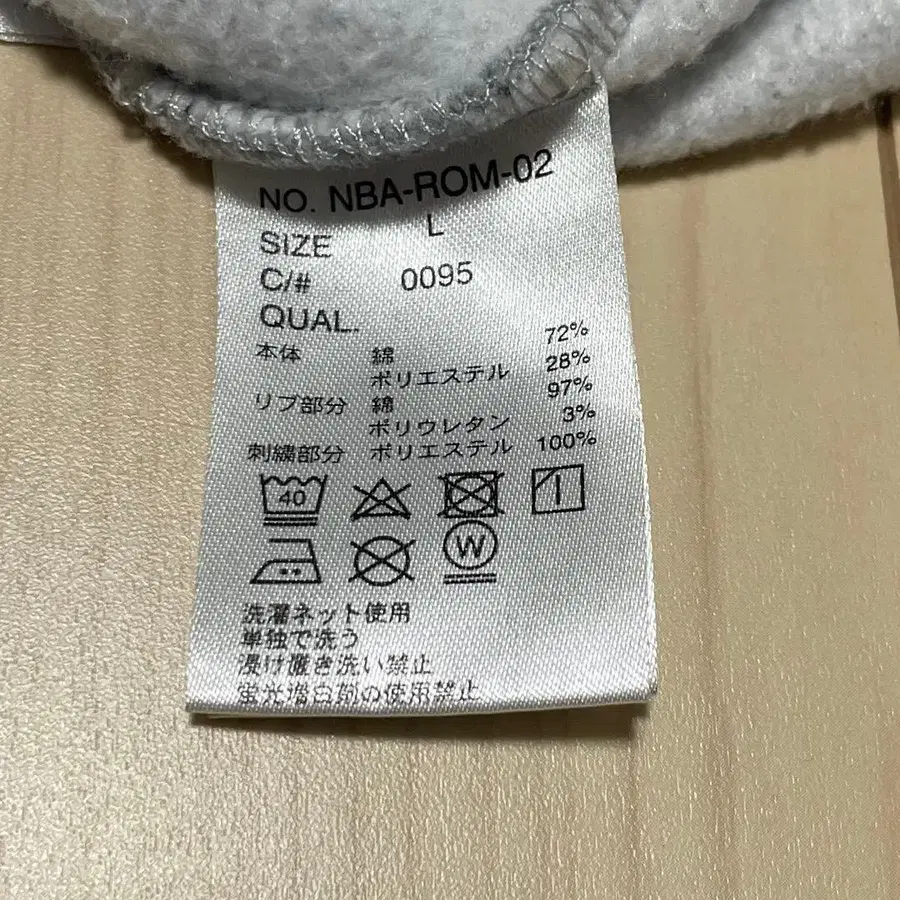 NO. NBA-ROM-02
SIZE L
C/# 0095
QUAL.
本体 綿 72%
ポリエステル 28%
リブ部分 綿 97%
ポリウレタン 3%
刺繍部分 ポリエステル 100%
40
W
洗濯ネット使用
単独で洗う
浸け置き洗い禁止
蛍光増白剤の使用禁止